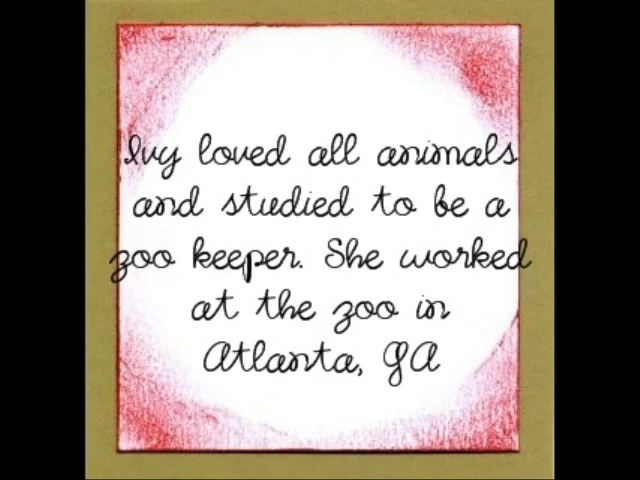 Ivy loved all animals
and studied to be a
zoo keeper. She worked
at the zoo in
Atlanta, GA